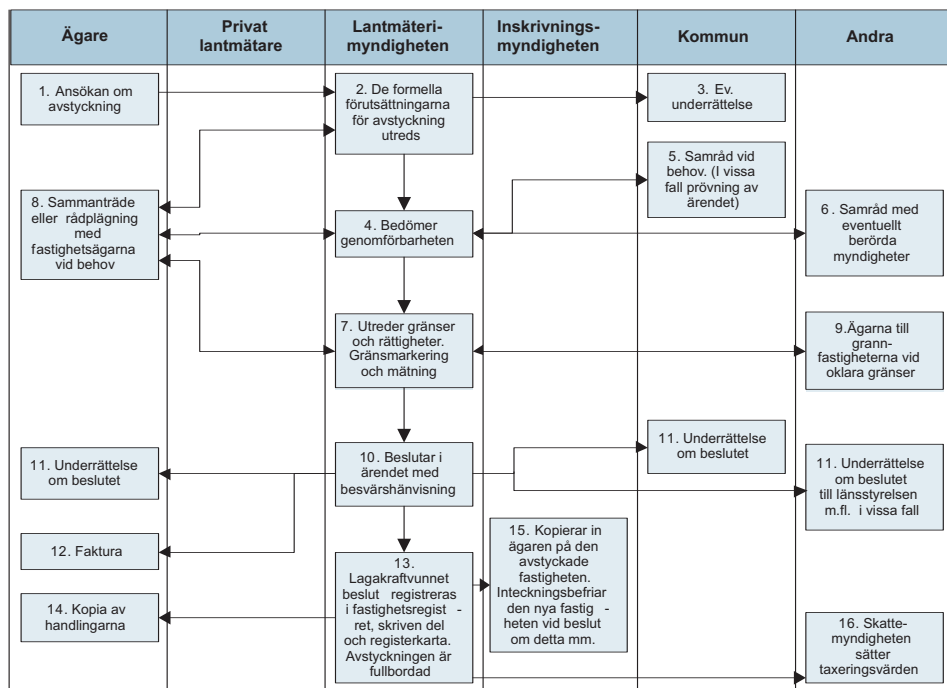 Ägare
Privat
lantmätare
Lantmäteri-
myndigheten
Inskrivnings-
myndigheten
Kommun
Andra
1. Ansökan om
avstyckning
2. De formella
förutsättningarna
för avstyckning
utreds
3. Ev.
underrättelse
5. Samråd vid
behov. (I vissa
fall prövning av
ärendet)
8. Sammanträde
eller rådplägning
med
fastighetsägarna
vid behov
4. Bedömer
genomförbarheten
6. Samråd med
eventuellt
berörda
myndigheter
7. Utreder gränser
och rättigheter.
Gränsmarkering
och mätning
9.Ägarna till
grann-
fastigheterna vid
oklara gränser
10. Beslutar i
ärendet med
besvärshänvisning
11. Underrättelse
om beslutet
11. Underrättelse
om beslutet
11. Underrättelse
om beslutet
till länsstyrelsen
m.fl. i vissa fall
12. Faktura
13.
Lagakraftvunnet
beslut registreras
i fastighetsregist -
ret, skriven del
och registerkarta.
Avstyckningen är
fullbordad
15. Kopierar in
ägaren på den
avstyckade
fastigheten.
Inteckningsbefriar
den nya fastig -
heten vid beslut
om detta mm.
14. Kopia av
handlingarna
16. Skatte-
myndigheten
sätter
taxeringsvärden